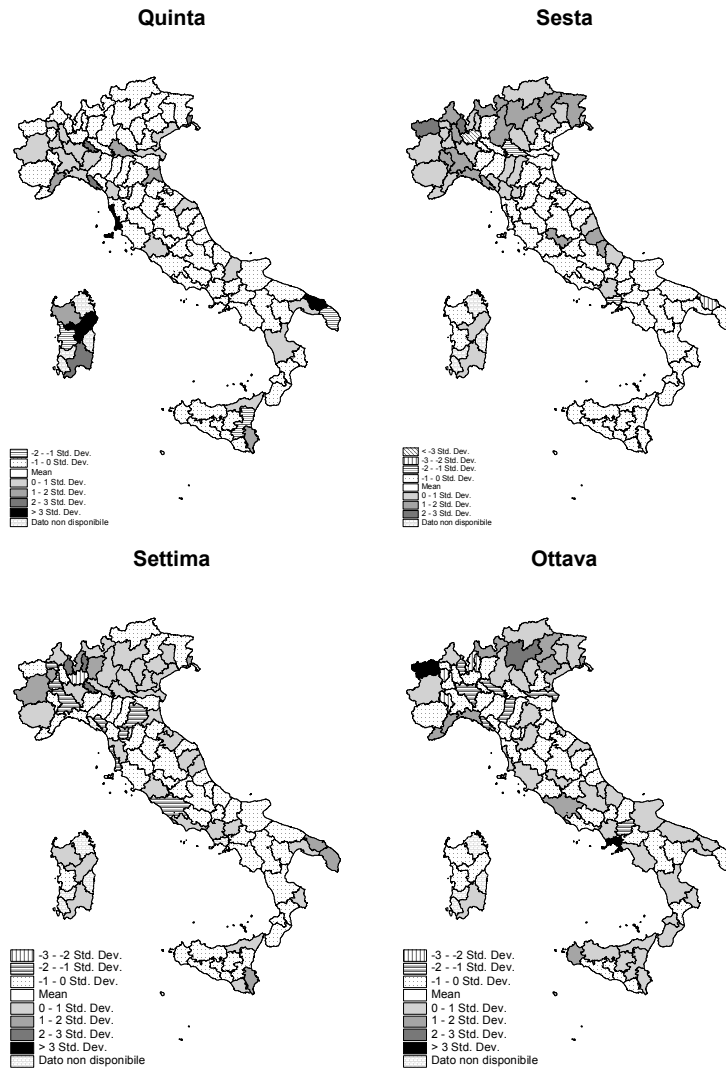 Quinta
Sesta
-2 - -1 Std. Dev.
-1 - 0 Std. Dev.
Mean
0 - 1 Std. Dev.
1 - 2 Std. Dev.
2 - 3 Std. Dev.
> 3 Std. Dev.
Dato non disponibile
< -3 Std. Dev.
-3 - -2 Std. Dev.
-2 - -1 Std. Dev.
-1 - 0 Std. Dev.
Mean
0 - 1 Std. Dev.
1 - 2 Std. Dev.
2 - 3 Std. Dev.
Dato non disponibile
Settima
Ottava
-3 - -2 Std. Dev.
-2 - -1 Std. Dev.
-1 - 0 Std. Dev.
Mean
0 - 1 Std. Dev.
1 - 2 Std. Dev.
2 - 3 Std. Dev.
> 3 Std. Dev.
Dato non disponibile
-3 - -2 Std. Dev.
-2 - -1 Std. Dev.
-1 - 0 Std. Dev.
Mean
0 - 1 Std. Dev.
1 - 2 Std. Dev.
2 - 3 Std. Dev.
> 3 Std. Dev.
Dato non disponibile